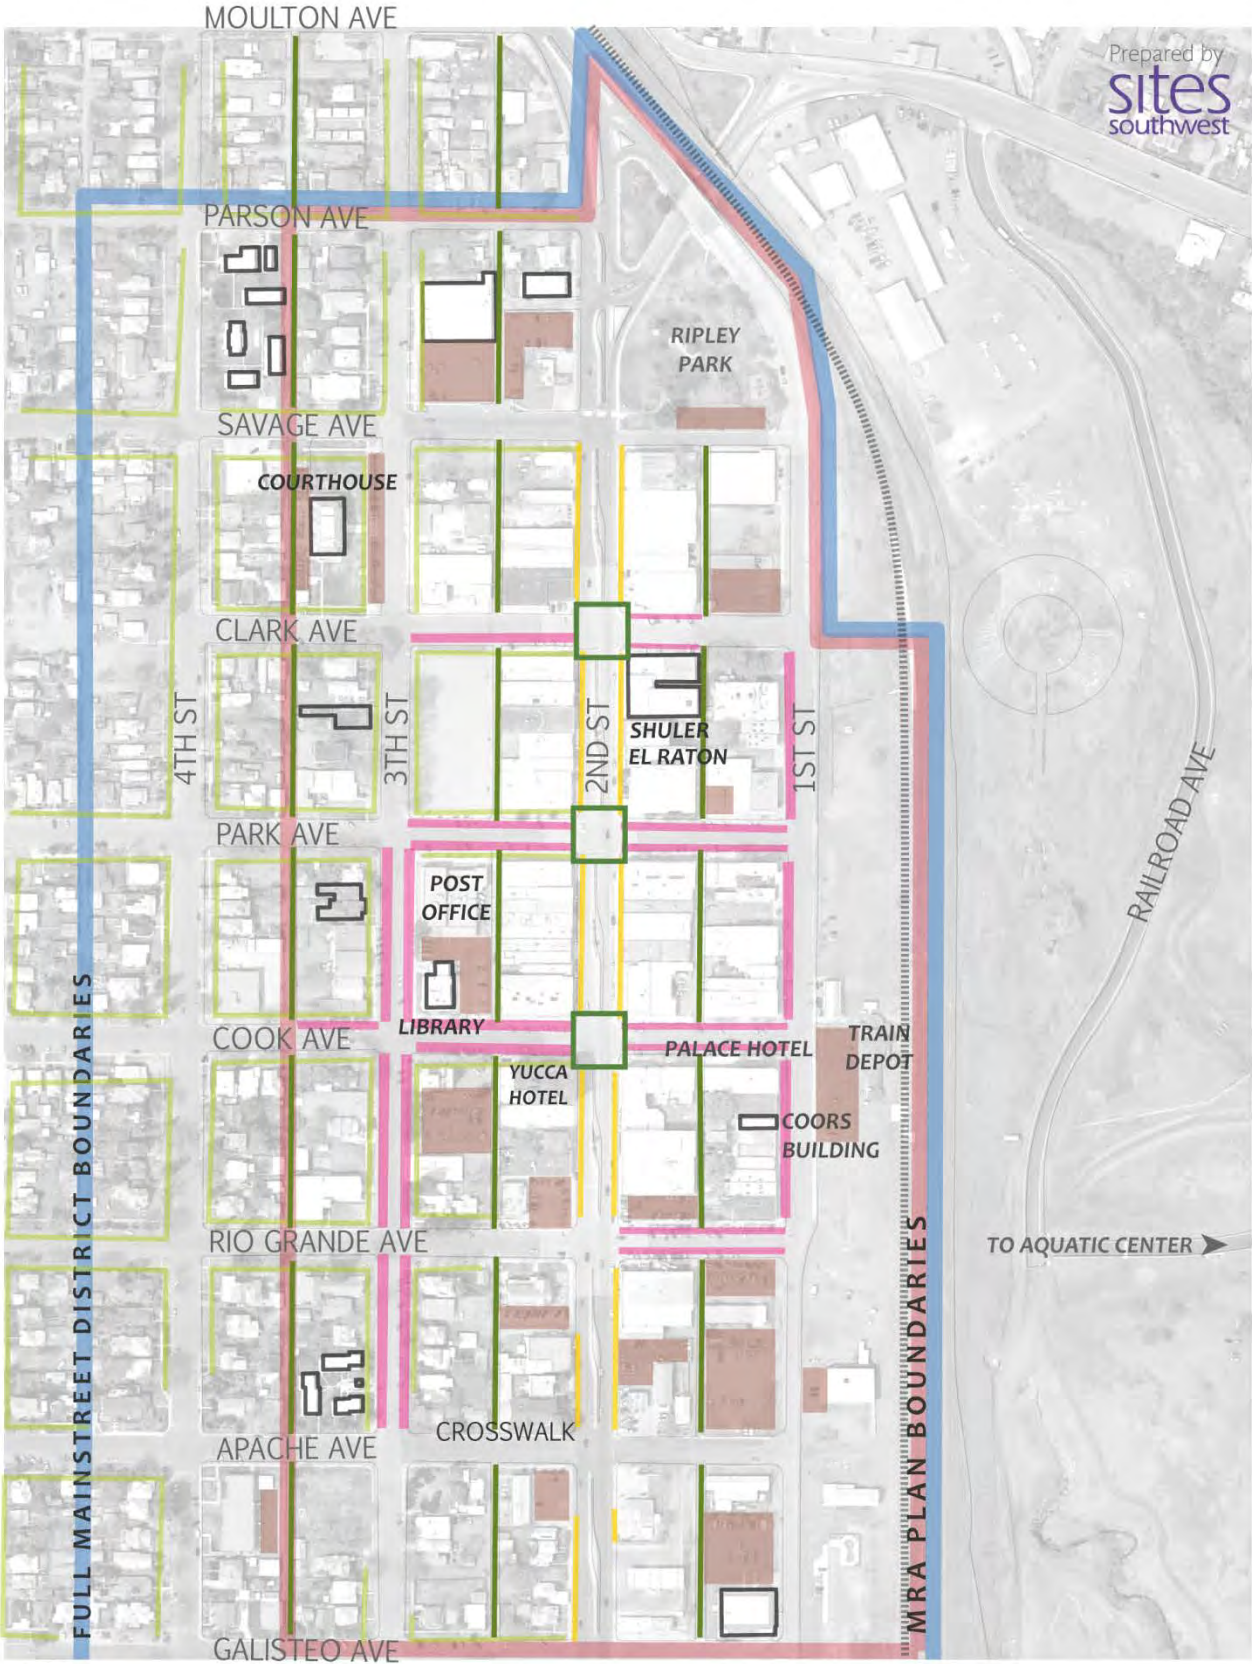 MOULTON AVE
Prepared by
sites
southwest
PARSON AVE
RIPLEY
PARK
SAVAGE AVE
COURTHOUSE
CLARK AVE
4TH ST
3TH ST
2ND ST
SHULER
EL RATON
1ST ST
PARK AVE
RAILROAD AVE
POST
OFFICE
LIBRARY
COOK AVE
PALACE HOTEL
TRAIN
DEPOT
YUCCA
HOTEL
COORS
BUILDING
RIO GRANDE AVE
TO AQUATIC CENTER
FULL MAINSTREET DISTRICT BOUNDARIES
MRA PLAN BOUNDARIES
CROSSWALK
APACHE AVE
GALISTEO AVE